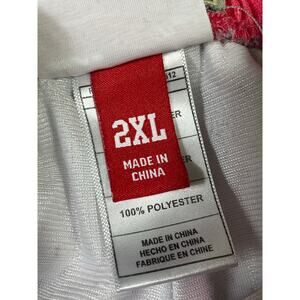 2XL
MADE IN
CHINA
100% POLYESTER
MADE IN CHINA
HECHO EN CHINA
FABRIQUE EN CHINE